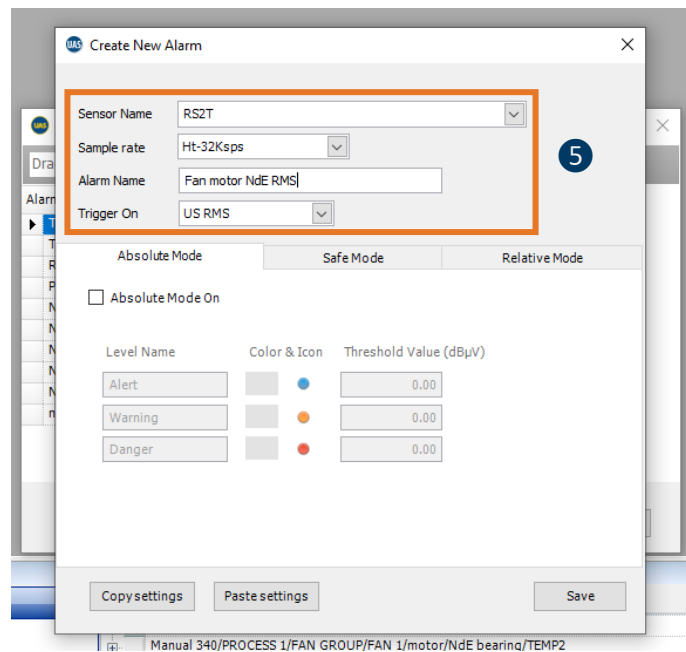 UAS Create New Alarm
Sensor Name RS2T
Sample rate Ht-32Ksps
5
Alarm Name Fan motor NdE RMS
Trigger On US RMS
Dra
Alarm
T
T
R
P
N
N
N
N
N
m
Absolute Mode Safe Mode Relative Mode
Absolute Mode On
Level Name Color & Icon Threshold Value (dBµV)
Alert 0.00
Warning 0.00
Danger 0.00
Copy settings Paste settings Save
Manual 340/PROCESS 1/FAN GROUP/FAN 1/motor/NdE bearing/TEMP2